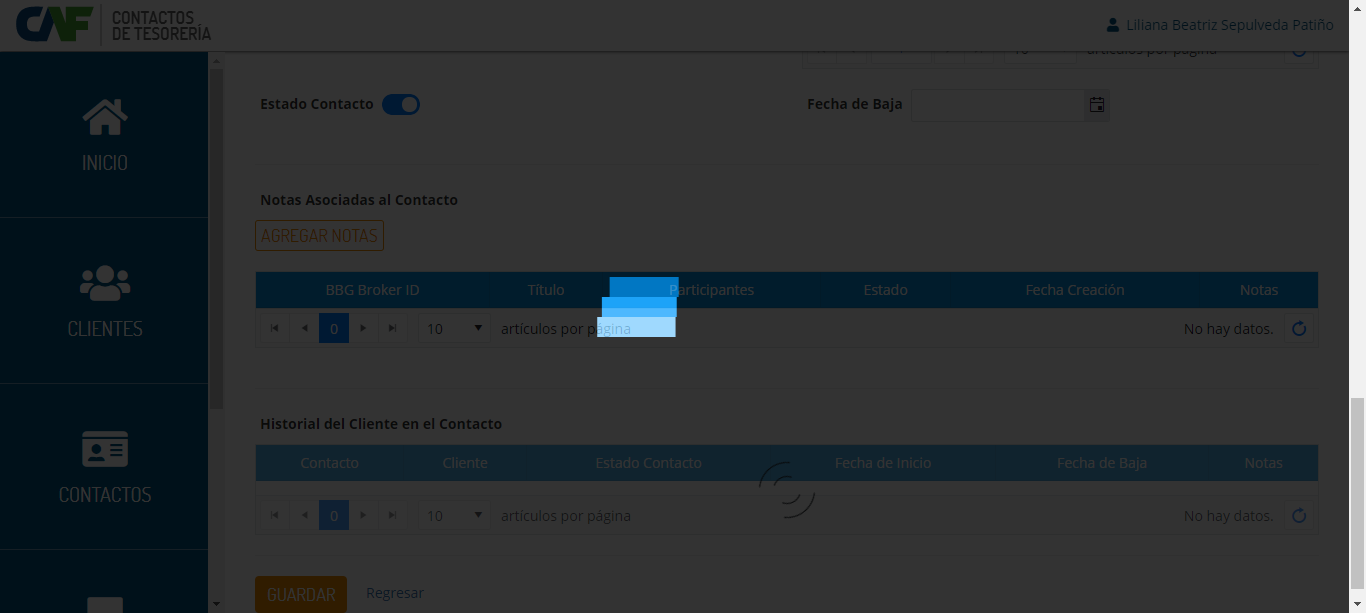 CAF CONTACTOS
DE TESORERÍA
Liliana Beatriz Sepulveda Patiño
10 artículos por página
Estado Contacto
Fecha de Baja
INICIO
Notas Asociadas al Contacto
AGREGAR NOTAS
BBG Broker ID Título Participantes Estado Fecha Creación Notas
0 10 artículos por página No hay datos.
CLIENTES
Historial del Cliente en el Contacto
Contacto Cliente Estado Contacto Fecha de Inicio Fecha de Baja Notas
0 10 artículos por página No hay datos.
CONTACTOS
GUARDAR Regresar